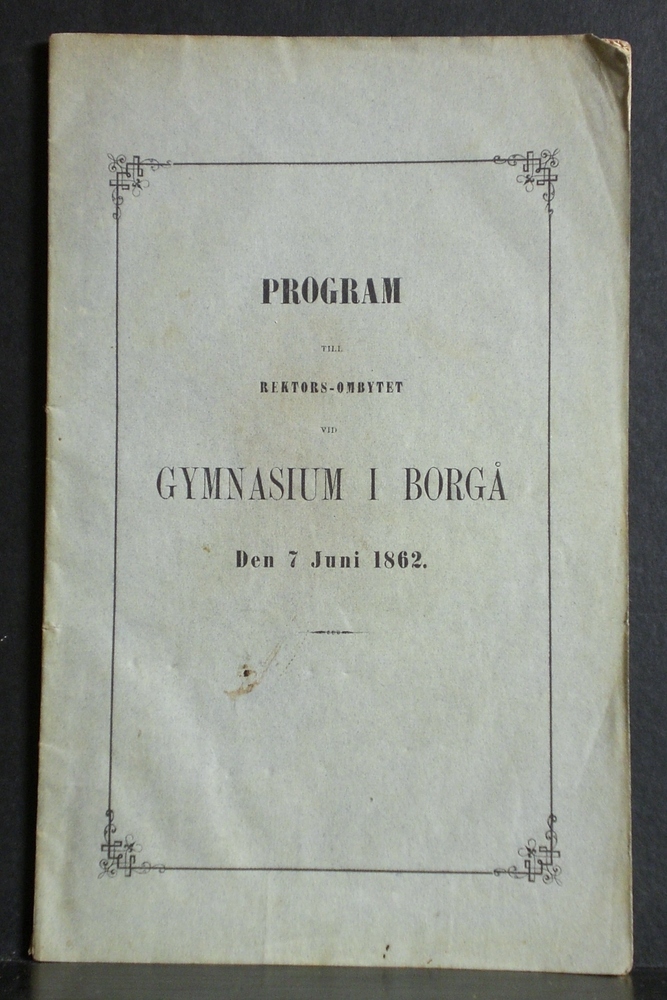 PROGRAM
TILL
REKTORS-OMBYTET
VID
GYMNASIUM I BORGÅ
Den 7 Juni 1862.